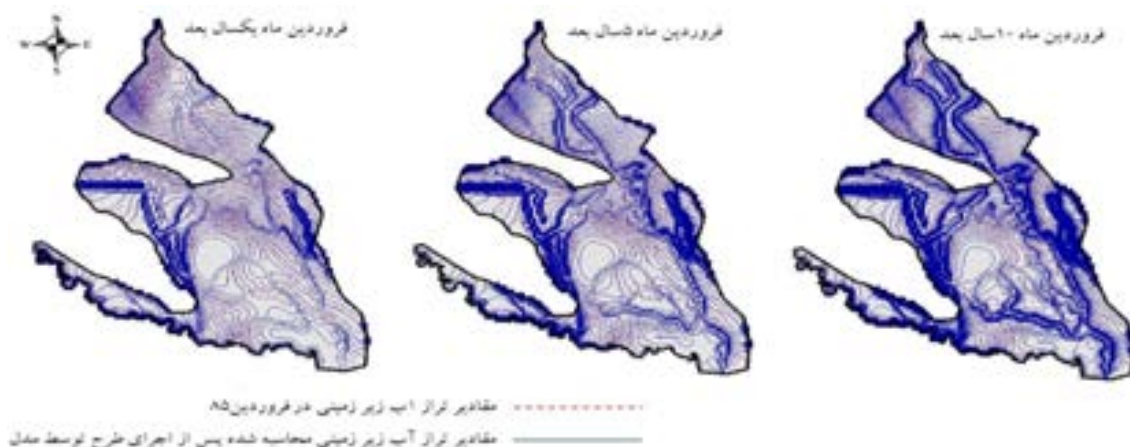 فروردین ماه ۱۰سال بعد
فروردین ماه ۵سال بعد
فروردین ماه یکسال بعد
N
W E
S
مقادیر تراز آب زیر زمینی در فروردین۸۵
مقادیر تراز آب زیر زمینی محاسبه شده پس از اجرای طرح توسط مدل